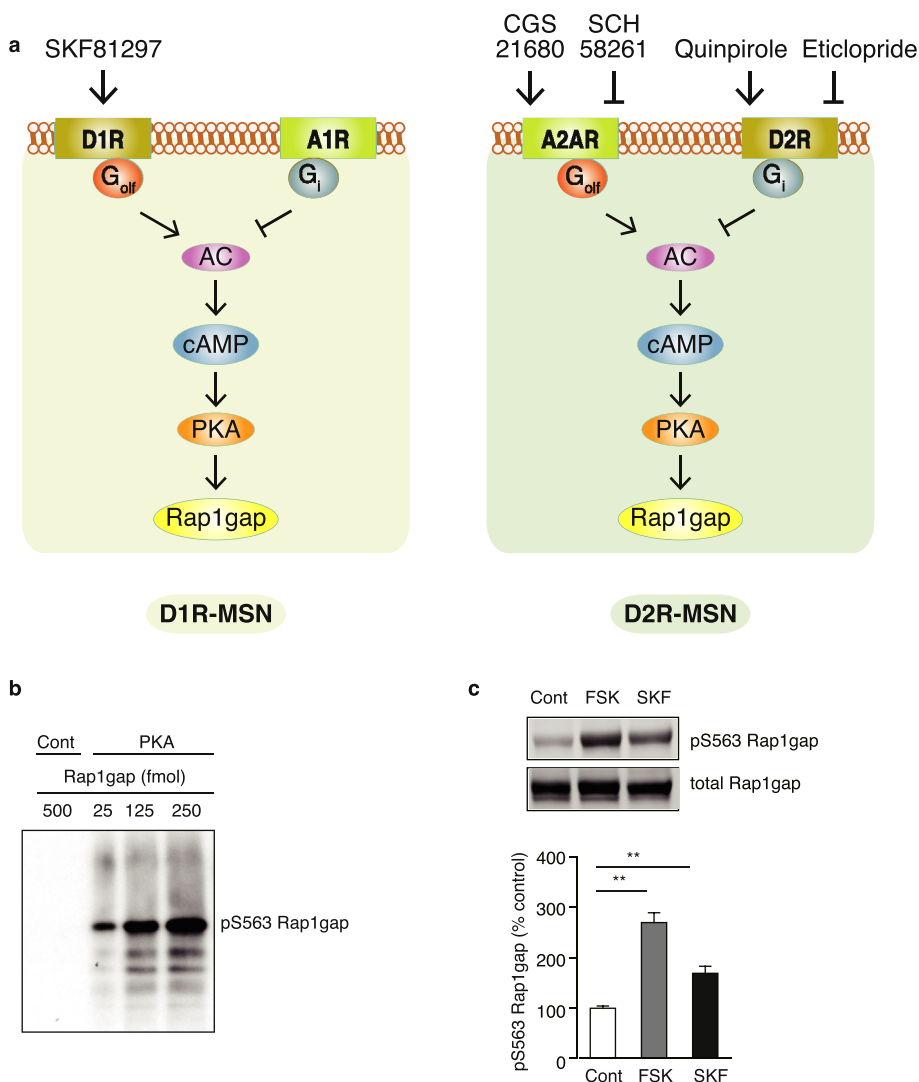 a
SKF81297
D1R
A1R
Golf
Gi
AC
cAMP
PKA
Rap1gap
D1R-MSN
CGS
21680
SCH
58261
Quinpirole
Eticlopride
A2AR
D2R
Golf
Gi
AC
cAMP
PKA
Rap1gap
D2R-MSN
b
Cont PKA
Rap1gap (fmol)
500 25 125 250
pS563 Rap1gap
c
Cont FSK SKF
pS563 Rap1gap
total Rap1gap
pS563 Rap1gap (% control)
400
300
200
100
0
**
**
Cont FSK SKF